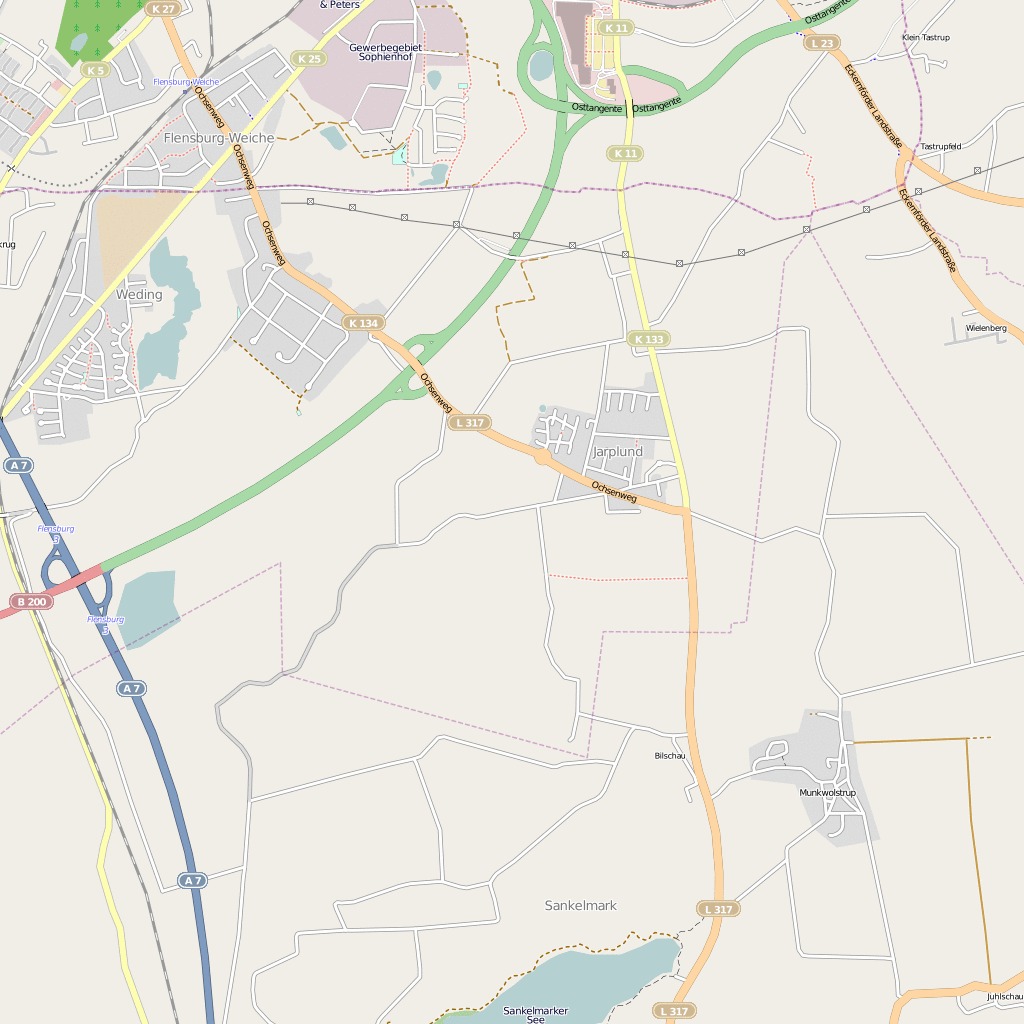 K 27
& Peters
K 11
Osttangente
Gewerbegebiet
Sophienhof
K 25
K 5
L 23
Klein Tastrup
Flensburg Weiche
Ochsenweg
Osttangente
Osttangente
Eckernförder Landstraße
Flensburg-Weiche
K 11
Tastrupfeld
Ochsenweg
Eckernförder Landstraße
krug
Ochsenweg
Weding
K 134
Wielenberg
K 133
Ochsenweg
L 317
Jarplund
A 7
Ochsenweg
Flensburg
3
B 200
Flensburg
3
A 7
Bilschau
Munkwolstrup
A 7
Sankelmark
L 317
Juhlschau
Sankelmarker
See
L 317